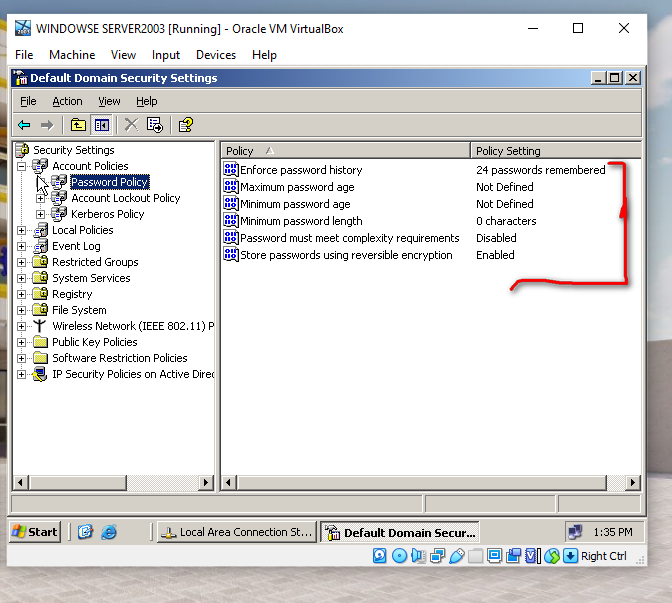 WINDOWSE SERVER2003 [Running] - Oracle VM VirtualBox
File Machine View Input Devices Help
Default Domain Security Settings
File Action View Help
Security Settings
Account Policies
Password Policy
Account Lockout Policy
Kerberos Policy
Local Policies
Event Log
Restricted Groups
System Services
Registry
File System
Wireless Network (IEEE 802.11) P
Public Key Policies
Software Restriction Policies
IP Security Policies on Active Direc
Policy Policy Setting
Enforce password history 24 passwords remembered
Maximum password age Not Defined
Minimum password age Not Defined
Minimum password length 0 characters
Password must meet complexity requirements Disabled
Store passwords using reversible encryption Enabled
Start Local Area Connection St... Default Domain Secur... 1:35 PM
Right Ctrl